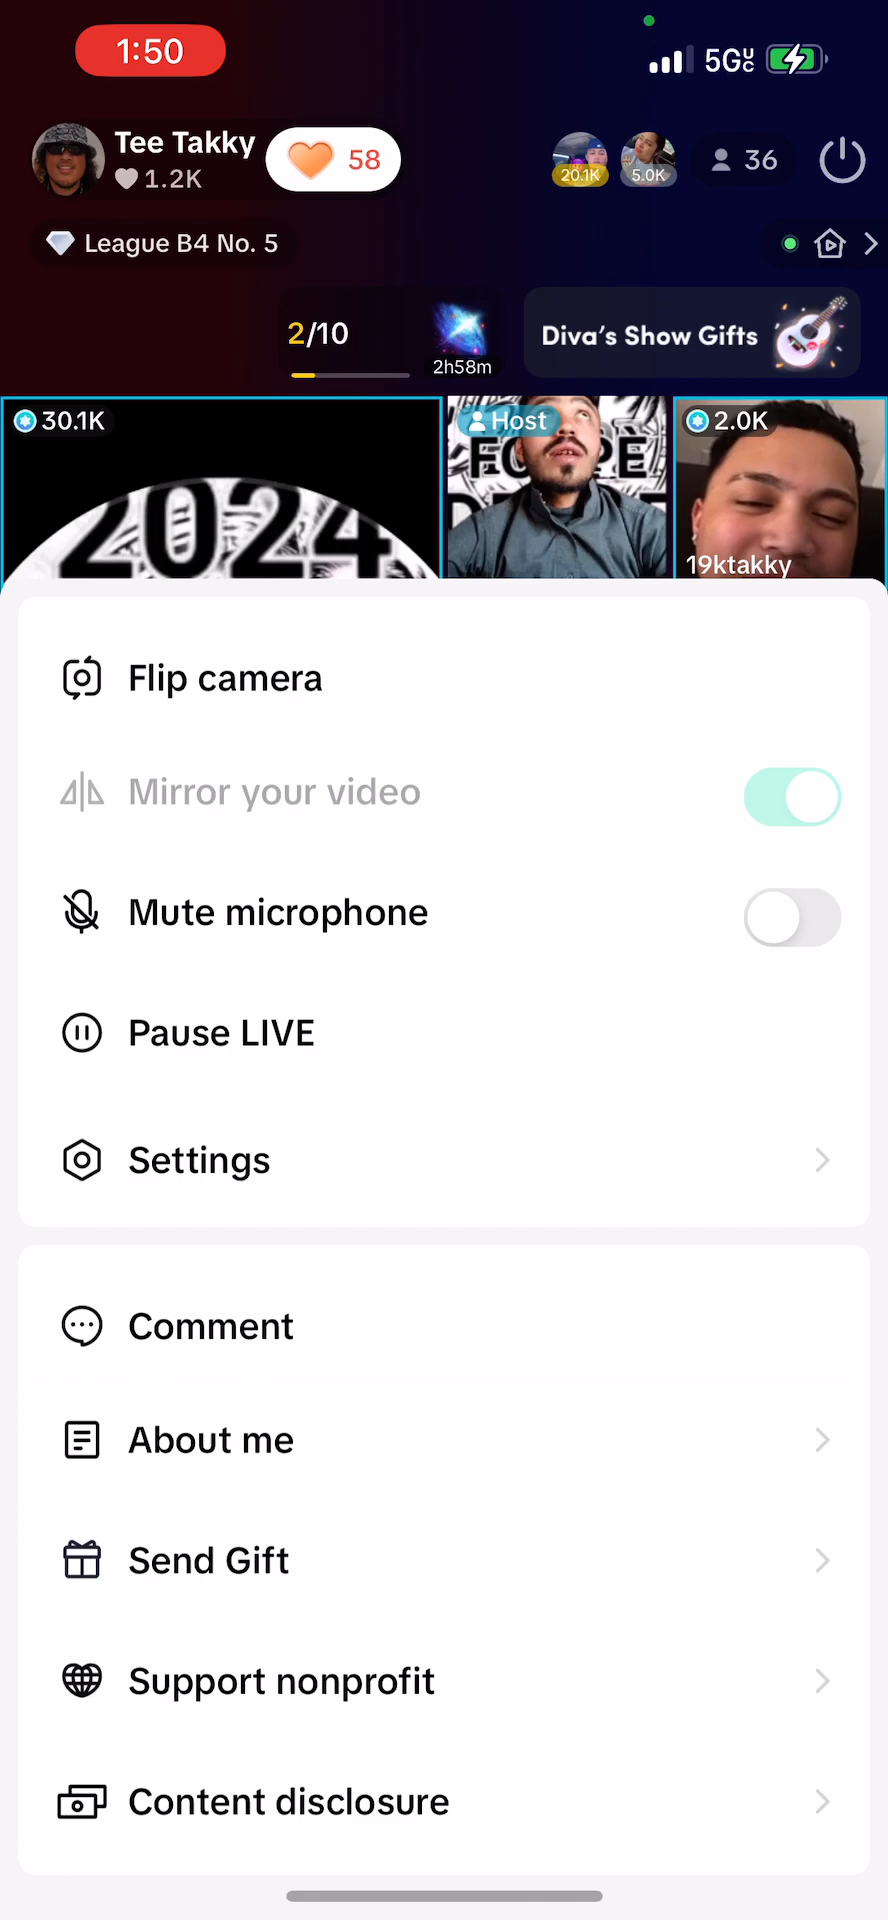 1:50
5G UC
Tee Takky
1.2K
58
20.1K
5.0K
36
League B4 No. 5
2/10
2h58m
Diva's Show Gifts
30.1K
Host
2.0K
2024
19ktakky
Flip camera
Mirror your video
Mute microphone
Pause LIVE
Settings
Comment
About me
Send Gift
Support nonprofit
Content disclosure